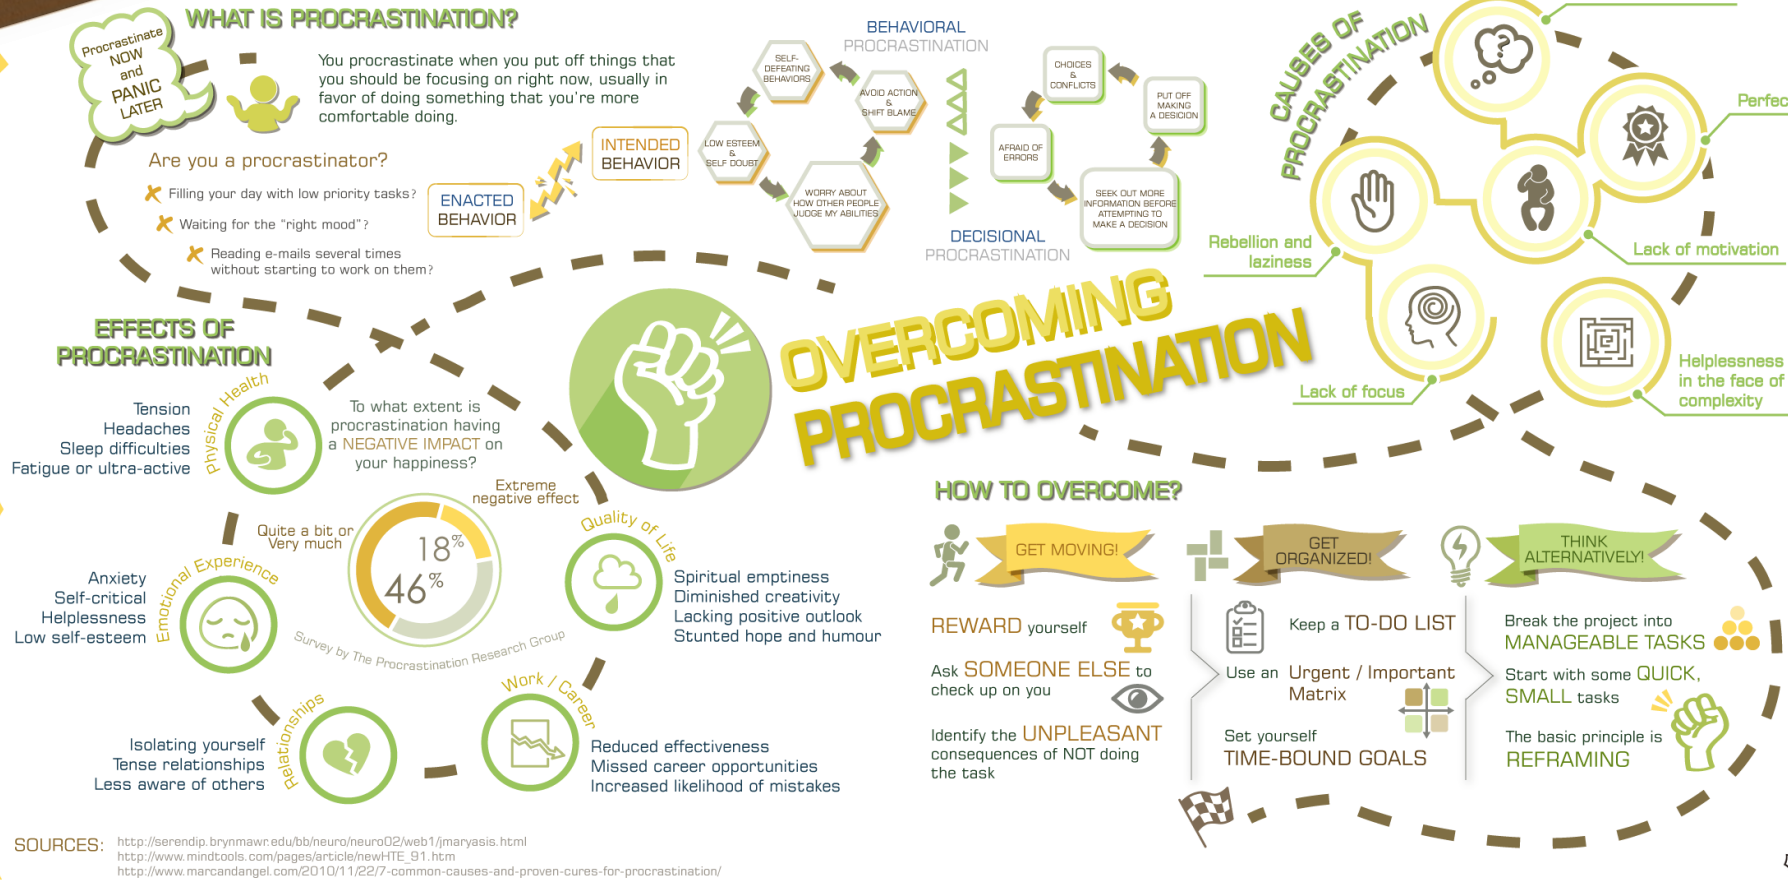 WHAT IS PROCRASTINATION?
Procrastinate
NOW
and
PANIC
LATER
You procrastinate when you put off things that
you should be focusing on right now, usually in
favor of doing something that you're more
comfortable doing.
Are you a procrastinator?
Filling your day with low priority tasks?
Waiting for the "right mood"?
Reading e-mails several times
without starting to work on them?
ENACTED
BEHAVIOR
INTENDED
BEHAVIOR
BEHAVIORAL
PROCRASTINATION
SELF-
DEFEATING
BEHAVIORS
AVOID ACTION
&
SHIFT BLAME
LOW ESTEEM
&
SELF DOUBT
WORRY ABOUT
HOW OTHER PEOPLE
JUDGE MY ABILITIES
CHOICES
&
CONFLICTS
PUT OFF
MAKING
A DESICION
AFRAID OF
ERRORS
SEEK OUT MORE
INFORMATION BEFORE
ATTEMPTING TO
MAKE A DECISION
DECISIONAL
PROCRASTINATION
CAUSES OF
PROCRASTINATION
Perfec
Lack of motivation
Rebellion and
laziness
Lack of focus
Helplessness
in the face of
complexity
OVERCOMING
PROCRASTINATION
EFFECTS OF
PROCRASTINATION
Physical Health
Tension
Headaches
Sleep difficulties
Fatigue or ultra-active
To what extent is
procrastination having
a NEGATIVE IMPACT on
your happiness?
Extreme
negative effect
Quite a bit or
Very much
18%
46%
Survey by The Procrastination Research Group
Emotional Experience
Anxiety
Self-critical
Helplessness
Low self-esteem
Quality of Life
Spiritual emptiness
Diminished creativity
Lacking positive outlook
Stunted hope and humour
Relationships
Isolating yourself
Tense relationships
Less aware of others
Work / Career
Reduced effectiveness
Missed career opportunities
Increased likelihood of mistakes
HOW TO OVERCOME?
GET MOVING!
REWARD yourself
Ask SOMEONE ELSE to
check up on you
Identify the UNPLEASANT
consequences of NOT doing
the task
GET
ORGANIZED!
Keep a TO-DO LIST
Use an Urgent / Important
Matrix
Set yourself
TIME-BOUND GOALS
THINK
ALTERNATIVELY!
Break the project into
MANAGEABLE TASKS
Start with some QUICK,
SMALL tasks
The basic principle is
REFRAMING
SOURCES:
http://serendip.brynmawr.edu/bb/neuro/neuro02/web1/jmaryasis.html
http://www.mindtools.com/pages/article/newHTE_91.htm
http://www.marcandangel.com/2010/11/22/7-common-causes-and-proven-cures-for-procrastination/